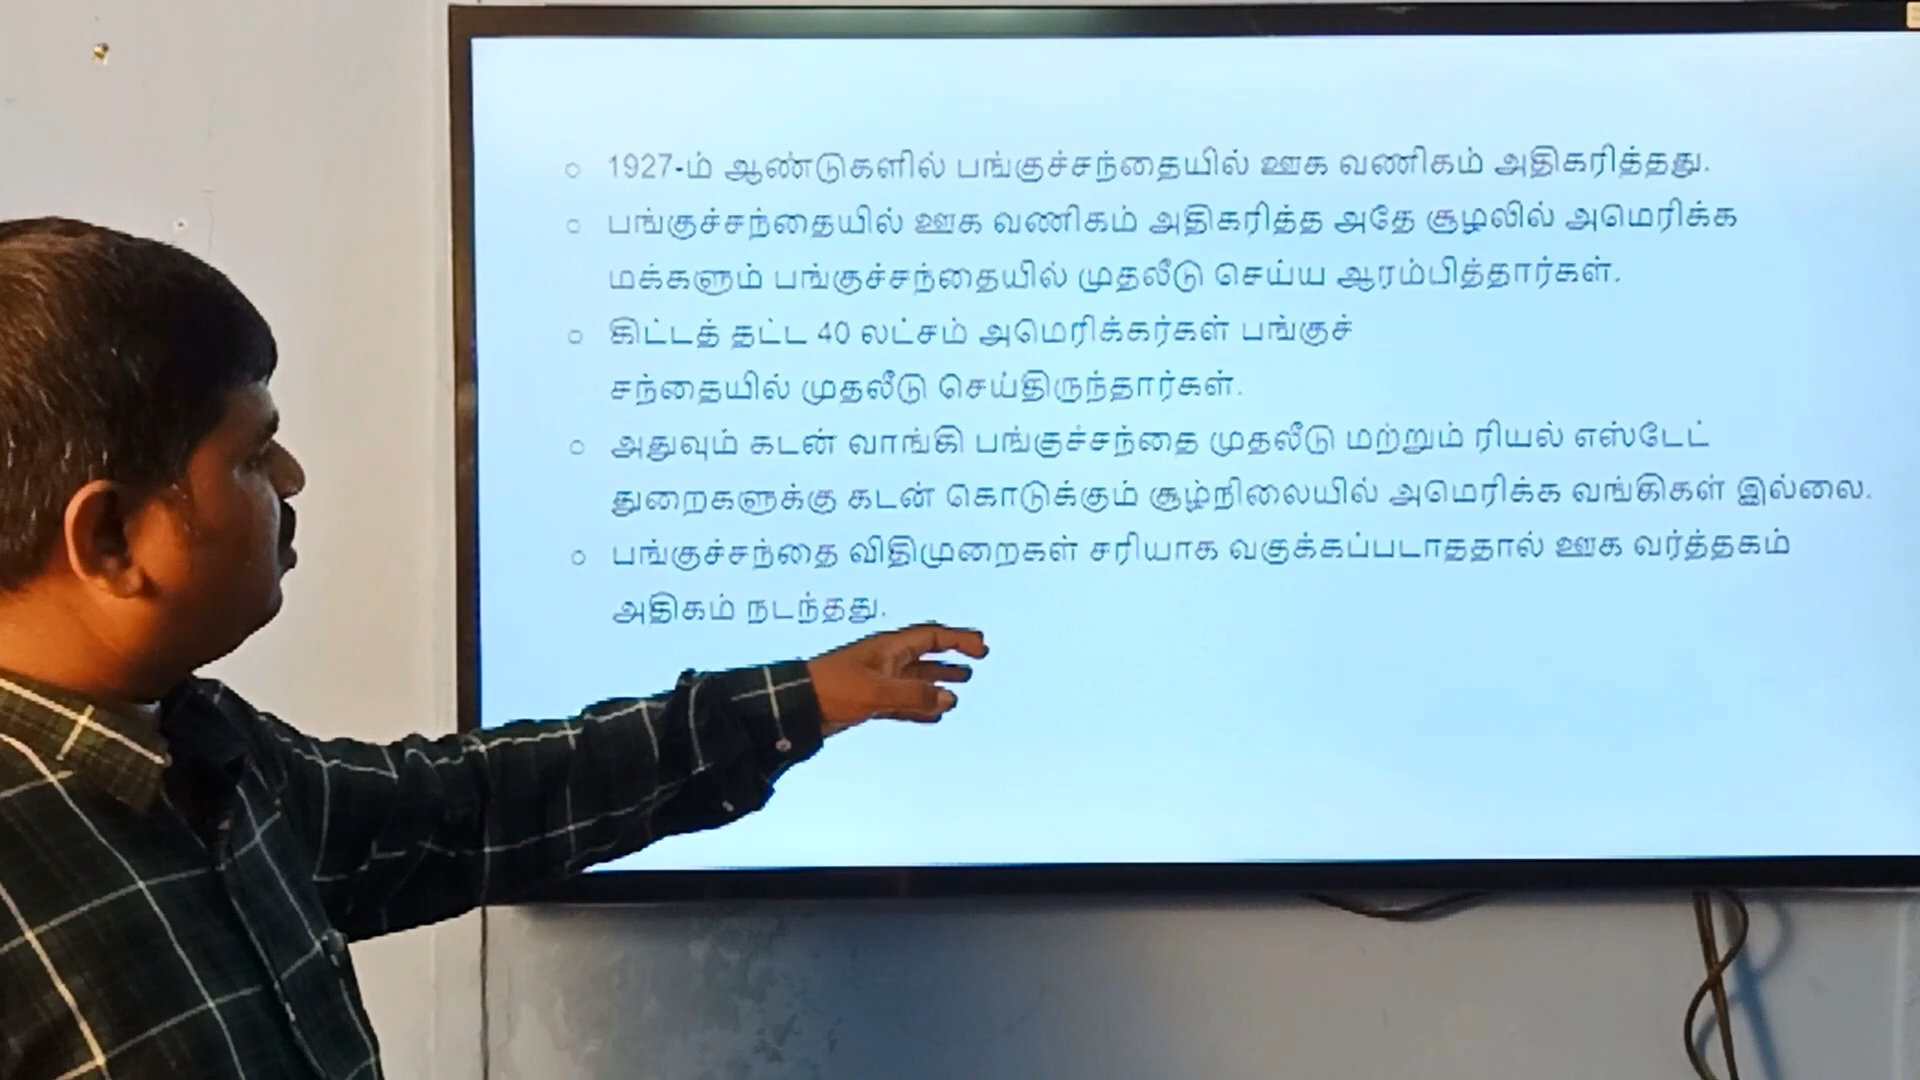 1927-ம் ஆண்டுகளில் பங்குச்சந்தையில் ஊக வணிகம் அதிகரித்தது.
பங்குச்சந்தையில் ஊக வணிகம் அதிகரித்த அதே சூழலில் அமெரிக்க
மக்களும் பங்குச்சந்தையில் முதலீடு செய்ய ஆரம்பித்தார்கள்.
கிட்டத் தட்ட 40 லட்சம் அமெரிக்கர்கள் பங்குச்
சந்தையில் முதலீடு செய்திருந்தார்கள்.
அதுவும் கடன் வாங்கி பங்குச்சந்தை முதலீடு மற்றும் ரியல் எஸ்டேட்
துறைகளுக்கு கடன் கொடுக்கும் சூழ்நிலையில் அமெரிக்க வங்கிகள் இல்லை.
பங்குச்சந்தை விதிமுறைகள் சரியாக வகுக்கப்படாததால் ஊக வர்த்தகம்
அதிகம் நடந்தது.